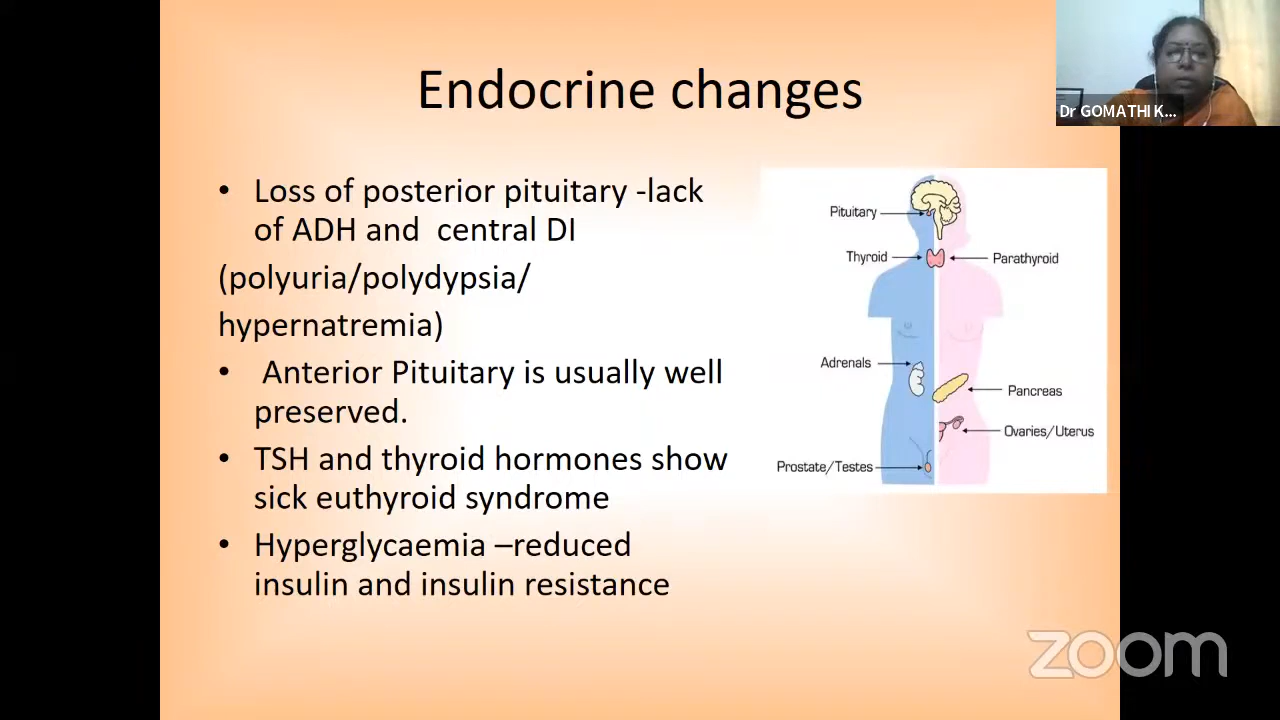 Endocrine changes
Dr GOMATHI K...
• Loss of posterior pituitary -lack
of ADH and central DI
(polyuria/polydypsia/
hypernatremia)
• Anterior Pituitary is usually well
preserved.
• TSH and thyroid hormones show
sick euthyroid syndrome
• Hyperglycaemia –reduced
insulin and insulin resistance
Pituitary
Thyroid
Parathyroid
Adrenals
Pancreas
Ovaries/Uterus
Prostate/Testes
zoom